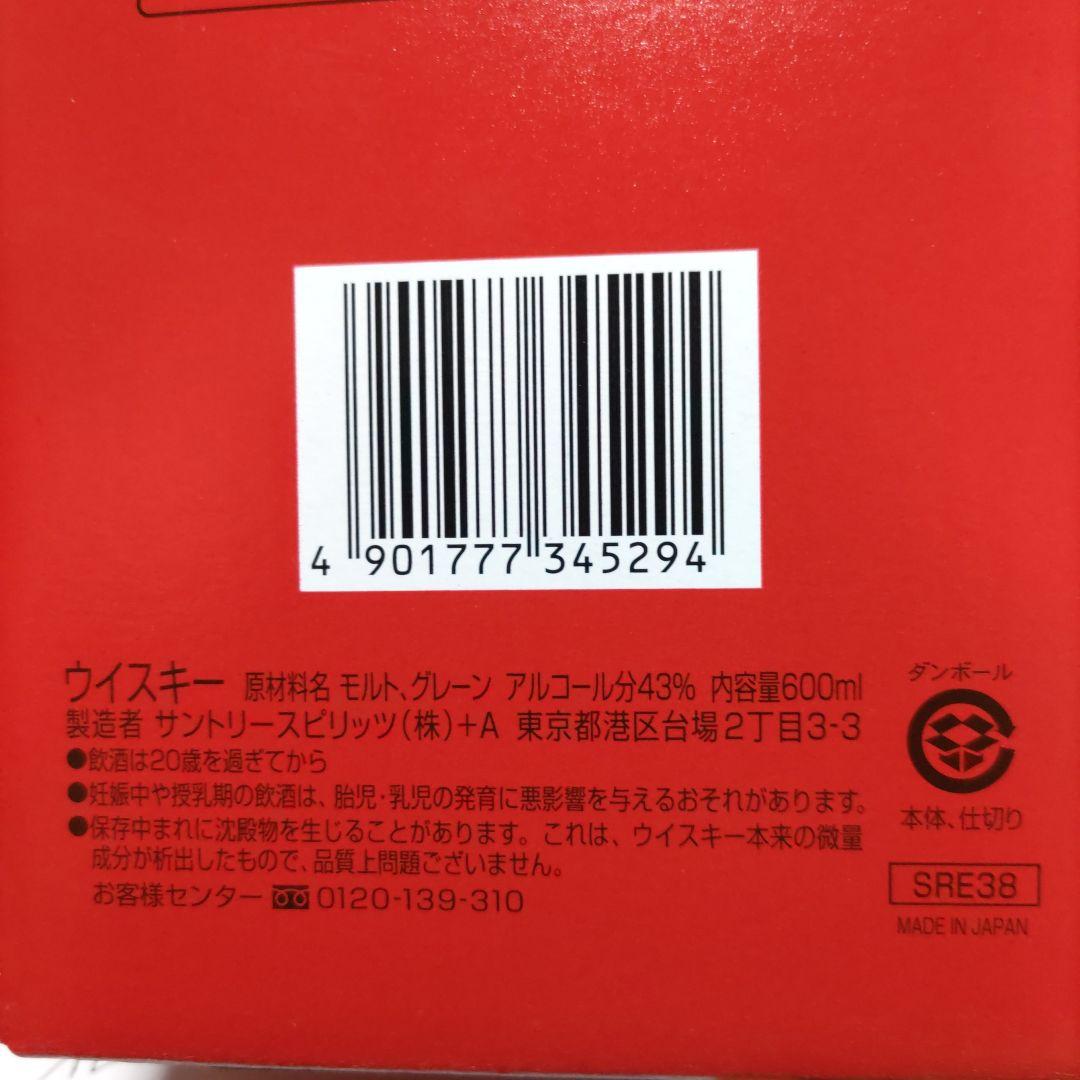 4 901777 345294
ウイスキー 原材料名 モルト、グレーン アルコール分43% 内容量600ml
製造者 サントリースピリッツ(株)+A 東京都港区台場2丁目3-3
●飲酒は20歳を過ぎてから
●妊娠中や授乳期の飲酒は、胎児・乳児の発育に悪影響を与えるおそれがあります。
●保存中まれに沈殿物を生じることがあります。これは、ウイスキー本来の微量
成分が析出したもので、品質上問題ございません。
お客様センター 0120-139-310
ダンボール
本体、仕切り
SRE38
MADE IN JAPAN